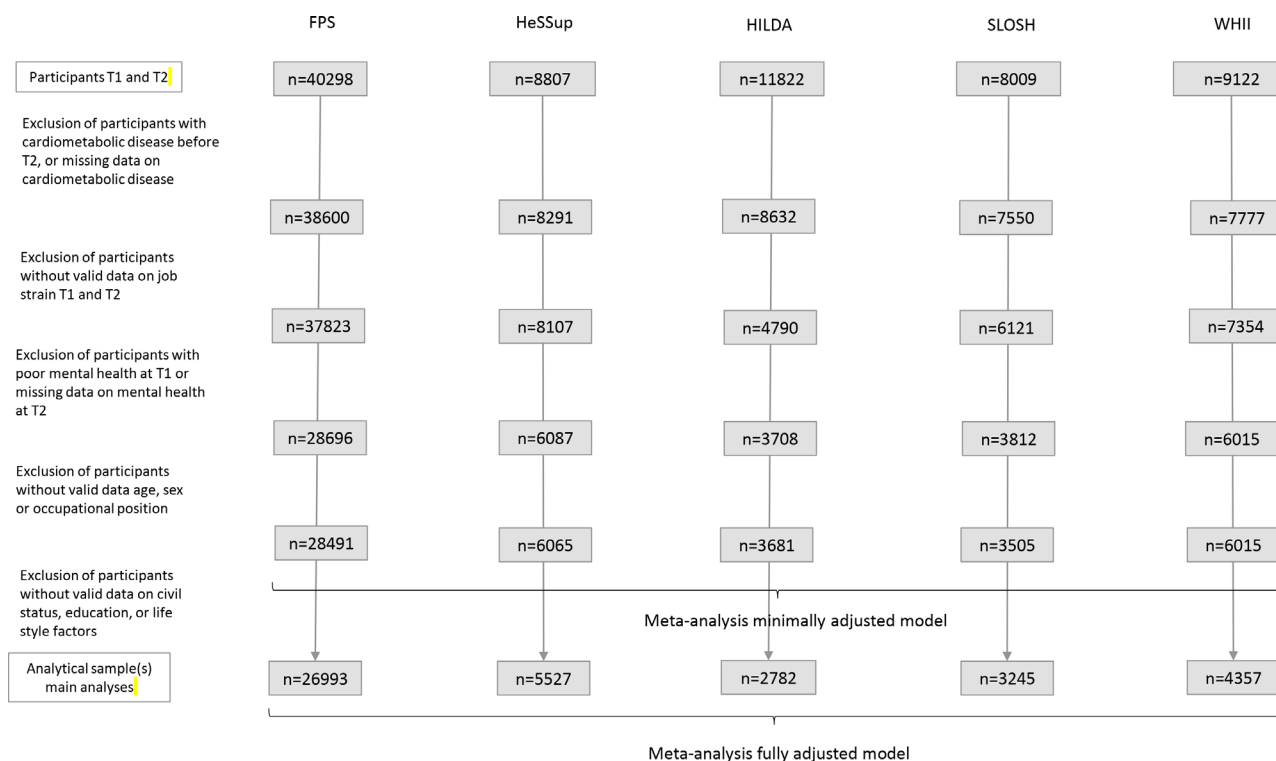 FPS
HeSSup
HILDA
SLOSH
WHII
Participants T1 and T2
n=40298
n=8807
n=11822
n=8009
n=9122
Exclusion of participants with
cardiometabolic disease before
T2, or missing data on
cardiometabolic disease
n=38600
n=8291
n=8632
n=7550
n=7777
Exclusion of participants
without valid data on job
strain T1 and T2
n=37823
n=8107
n=4790
n=6121
n=7354
Exclusion of participants with
poor mental health at T1 or
missing data on mental health
at T2
n=28696
n=6087
n=3708
n=3812
n=6015
Exclusion of participants
without valid data age, sex
or occupational position
n=28491
n=6065
n=3681
n=3505
n=6015
Exclusion of participants
without valid data on civil
status, education, or life
style factors
Meta-analysis minimally adjusted model
Analytical sample(s)
main analyses
n=26993
n=5527
n=2782
n=3245
n=4357
Meta-analysis fully adjusted model